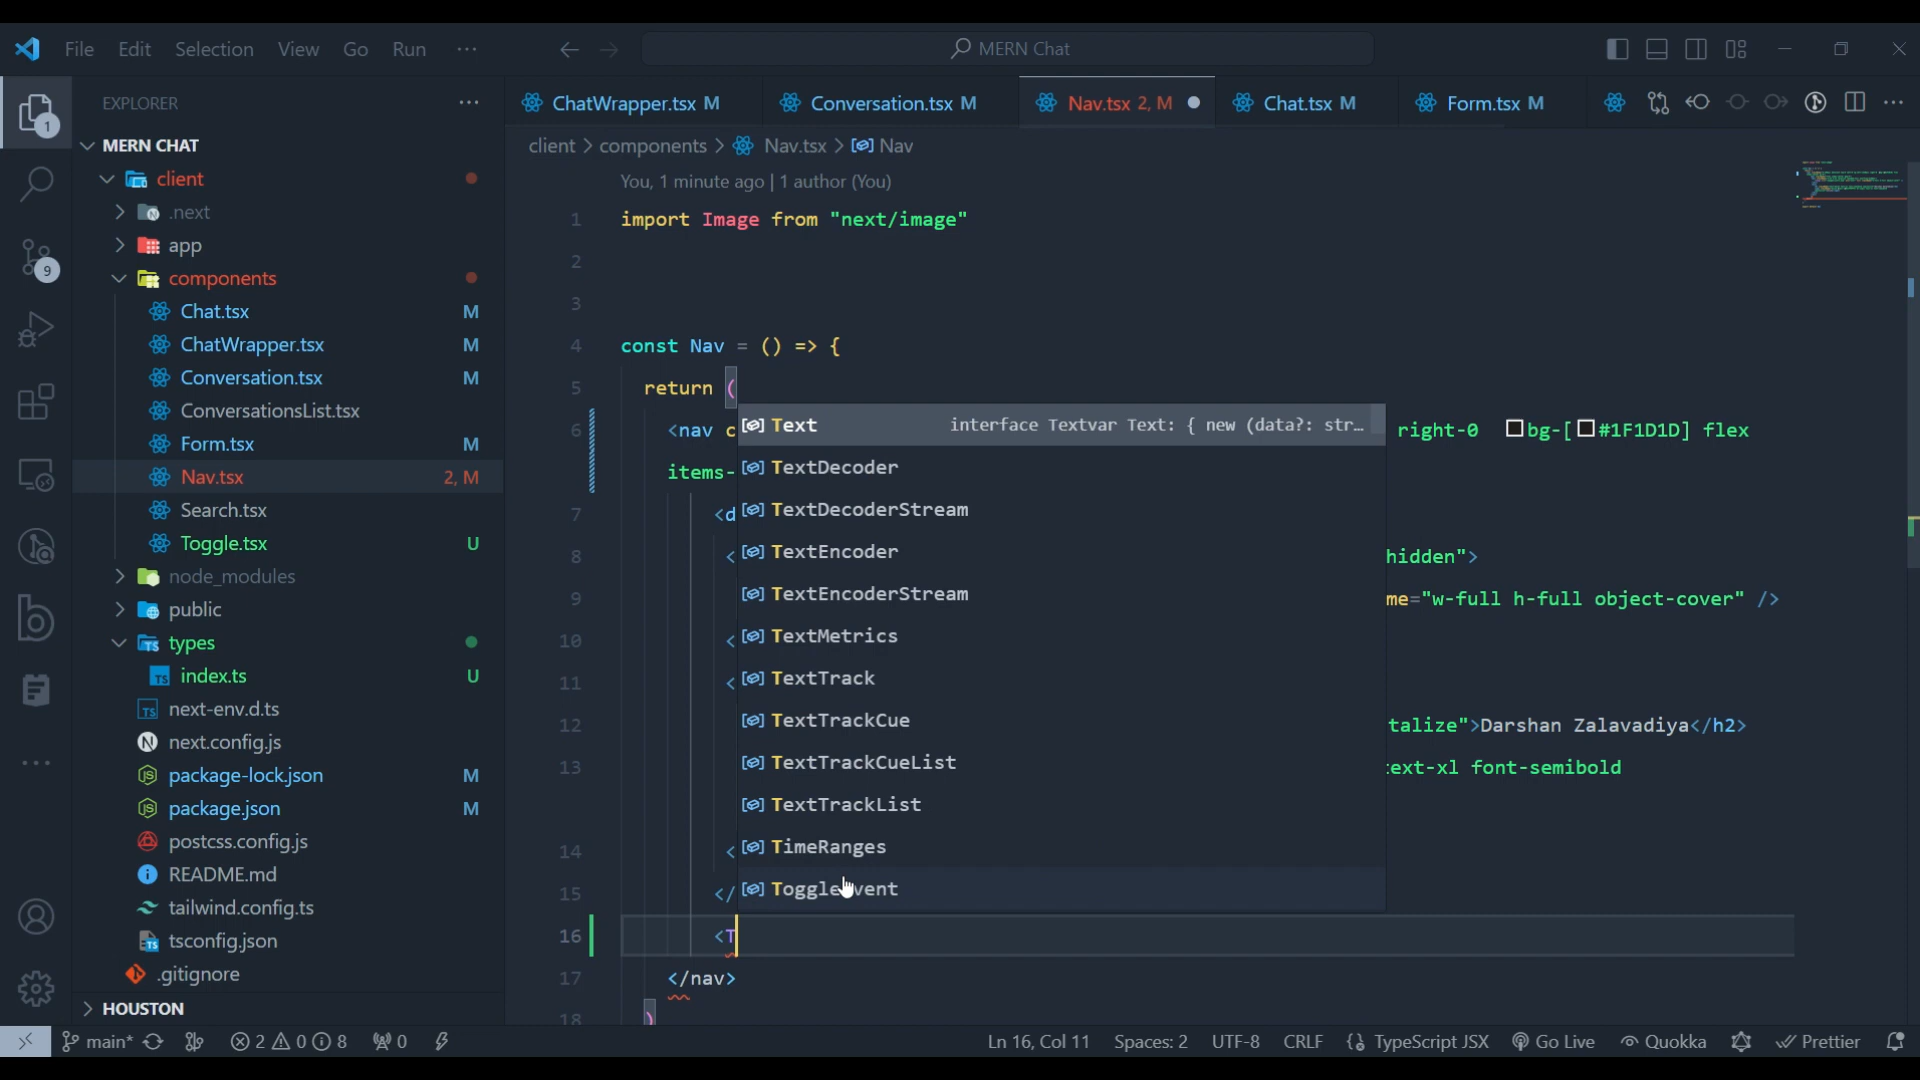 File Edit Selection View Go Run ···
MERN Chat
EXPLORER
MERN CHAT
client
.next
app
components
Chat.tsx M
ChatWrapper.tsx M
Conversation.tsx M
ConversationsList.tsx
Form.tsx M
Nav.tsx 2, M
Search.tsx
Toggle.tsx U
node_modules
public
types
index.ts U
next-env.d.ts
next.config.js
package-lock.json M
package.json M
postcss.config.js
README.md
tailwind.config.ts
tsconfig.json
.gitignore
HOUSTON
1
9
ChatWrapper.tsx M Conversation.tsx M Nav.tsx 2, M Chat.tsx M Form.tsx M
client > components > Nav.tsx > Nav
You, 1 minute ago | 1 author (You)
1 import Image from "next/image"
2
3
4 const Nav = () => {
5 return (
6 <nav c right-0 bg-[#1F1D1D] flex
items-
7 <d
8 < hidden">
9 < me="w-full h-full object-cover" />
10 <
11 <
12 talize">Darshan Zalavadiya</h2>
13 ext-xl font-semibold
14 <
15 </
16 <T
17 </nav>
18 )
Text interface Textvar Text: { new (data?: str...
TextDecoder
TextDecoderStream
TextEncoder
TextEncoderStream
TextMetrics
TextTrack
TextTrackCue
TextTrackCueList
TextTrackList
TimeRanges
ToggleEvent
main* 2 0 8 0 Ln 16, Col 11 Spaces: 2 UTF-8 CRLF {} TypeScript JSX Go Live Quokka Prettier